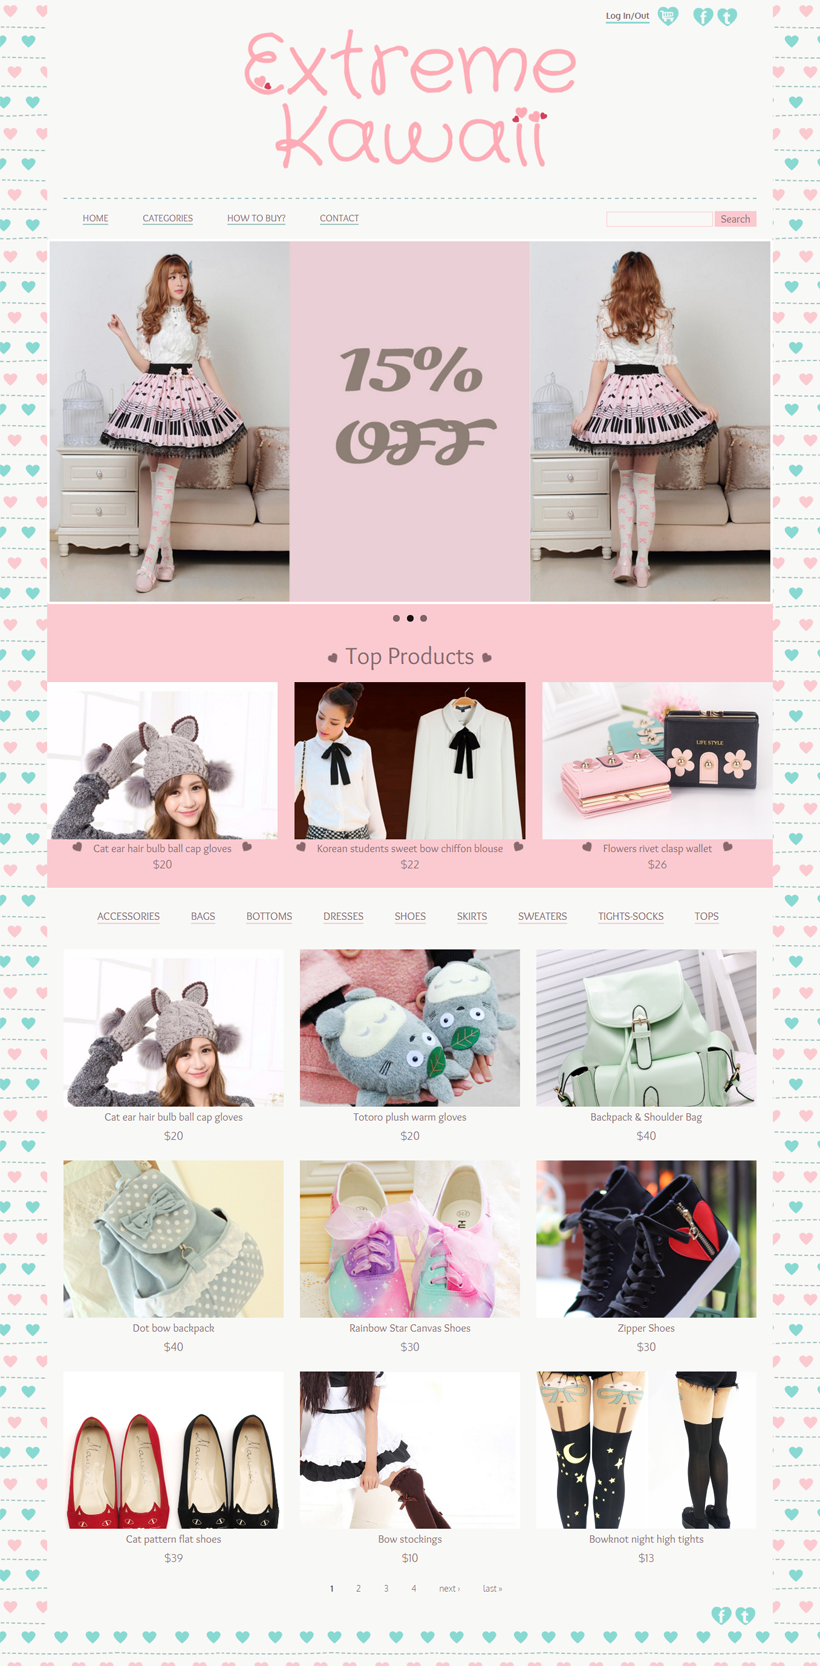 Log In/Out
f t
Extreme
Kawaii
HOME CATEGORIES HOW TO BUY? CONTACT Search
15%
OFF
Top Products
LIFE STYLE
Cat ear hair bulb ball cap gloves Korean students sweet bow chiffon blouse Flowers rivet clasp wallet
$20 $22 $26
ACCESSORIES BAGS BOTTOMS DRESSES SHOES SKIRTS SWEATERS TIGHTS-SOCKS TOPS
Cat ear hair bulb ball cap gloves Totoro plush warm gloves Backpack & Shoulder Bag
$20 $20 $40
Dot bow backpack Rainbow Star Canvas Shoes Zipper Shoes
$40 $30 $30
Cat pattern flat shoes Bow stockings Bowknot night high tights
$39 $10 $13
1 2 3 4 next › last »
f t